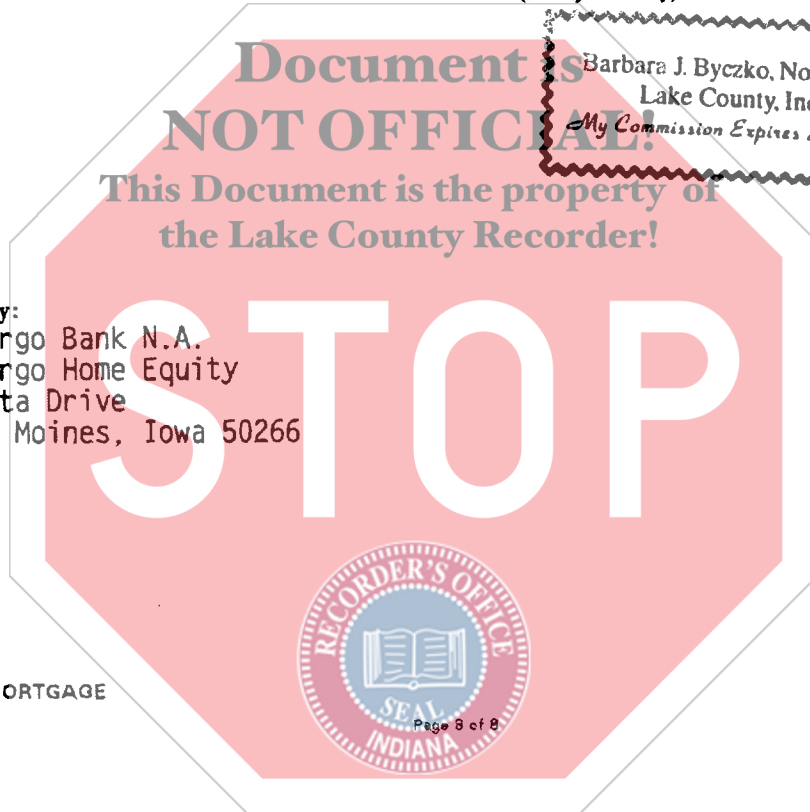 Document is
NOT OFFICIAL!
This Document is the property of
the Lake County Recorder!
Barbara J. Byczko, No
Lake County, Ind
My Commission Expires
STOP
y:
rgo Bank N.A.
rgo Home Equity
ta Drive
Moines, Iowa 50266
RECORDER'S OFFICE
SEAL
INDIANA
ORTGAGE
Page 8 of 8